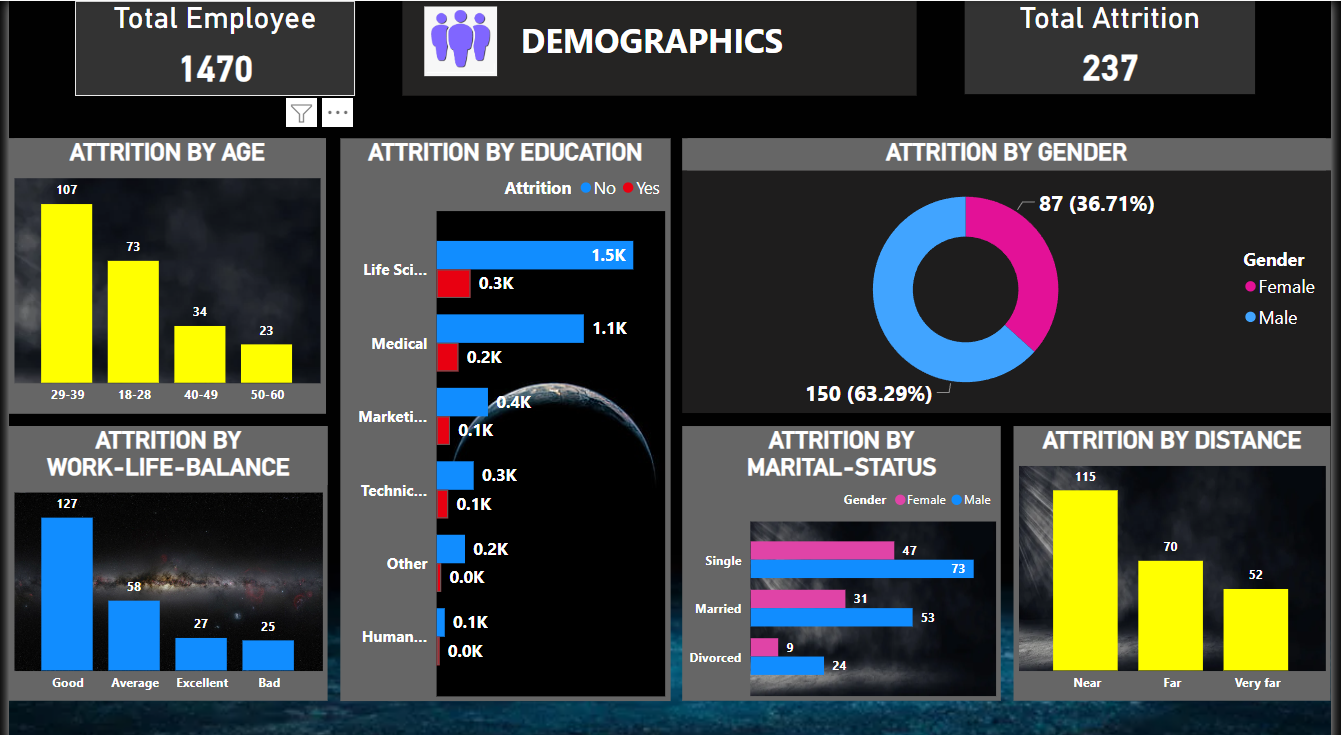 Total Employee
1470
DEMOGRAPHICS
Total Attrition
237
ATTRITION BY AGE
107
73
34
23
29-39 18-28 40-49 50-60
ATTRITION BY EDUCATION
Attrition No Yes
Life Sci... 1.5K
0.3K
Medical 1.1K
0.2K
Marketi... 0.4K
0.1K
Technic... 0.3K
0.1K
Other 0.2K
0.0K
Human... 0.1K
0.0K
ATTRITION BY GENDER
87 (36.71%)
150 (63.29%)
Gender
Female
Male
ATTRITION BY
WORK-LIFE-BALANCE
127
58
27
25
Good Average Excellent Bad
ATTRITION BY
MARITAL-STATUS
Gender Female Male
Single 47
73
Married 31
53
Divorced 9
24
ATTRITION BY DISTANCE
115
70
52
Near Far Very far